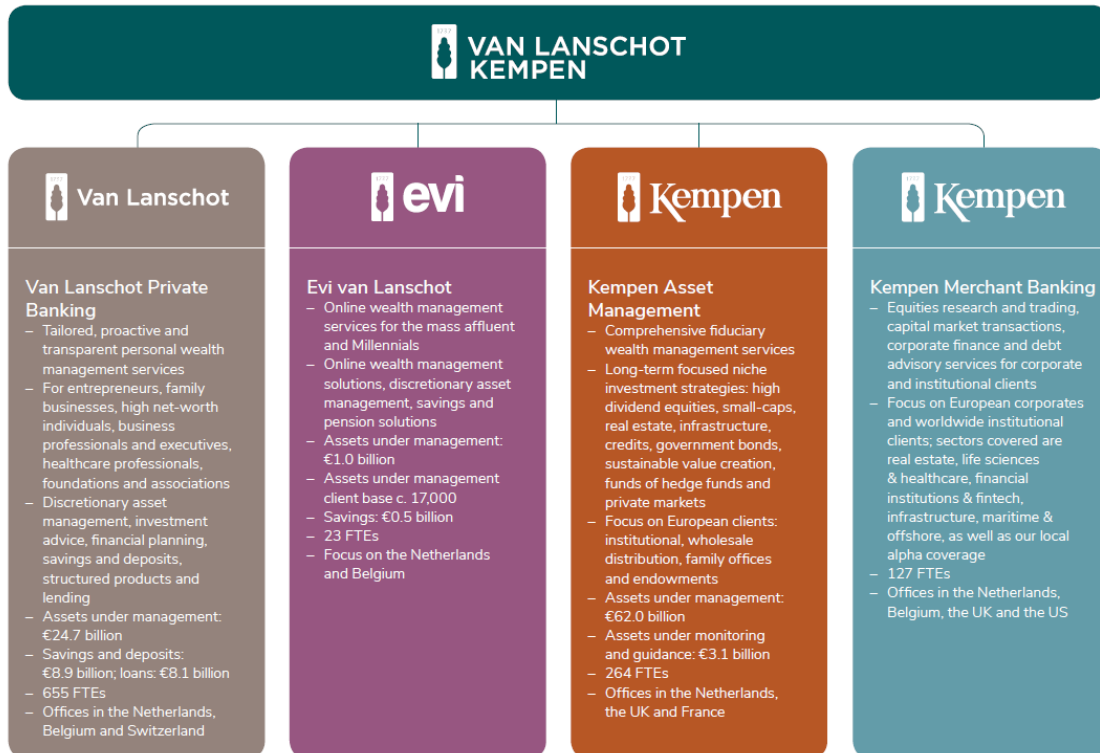 VAN LANSCHOT
KEMPEN
1737
Van Lanschot
Van Lanschot Private
Banking
– Tailored, proactive and
transparent personal wealth
management services
– For entrepreneurs, family
businesses, high net-worth
individuals, business
professionals and executives,
healthcare professionals,
foundations and associations
– Discretionary asset
management, investment
advice, financial planning,
savings and deposits,
structured products and
lending
– Assets under management:
€24.7 billion
– Savings and deposits:
€8.9 billion; loans: €8.1 billion
– 655 FTEs
– Offices in the Netherlands,
Belgium and Switzerland
evi
Evi van Lanschot
– Online wealth management
services for the mass affluent
and Millennials
– Online wealth management
solutions, discretionary asset
management, savings and
pension solutions
– Assets under management:
€1.0 billion
– Assets under management
client base c. 17,000
– Savings: €0.5 billion
– 23 FTEs
– Focus on the Netherlands
and Belgium
Kempen
Kempen Asset
Management
– Comprehensive fiduciary
wealth management services
– Long-term focused niche
investment strategies: high
dividend equities, small-caps,
real estate, infrastructure,
credits, government bonds,
sustainable value creation,
funds of hedge funds and
private markets
– Focus on European clients:
institutional, wholesale
distribution, family offices
and endowments
– Assets under management:
€62.0 billion
– Assets under monitoring
and guidance: €3.1 billion
– 264 FTEs
– Offices in the Netherlands,
the UK and France
Kempen
Kempen Merchant Banking
– Equities research and trading,
capital market transactions,
corporate finance and debt
advisory services for corporate
and institutional clients
– Focus on European corporates
and worldwide institutional
clients; sectors covered are
real estate, life sciences
& healthcare, financial
institutions & fintech,
infrastructure, maritime &
offshore, as well as our local
alpha coverage
– 127 FTEs
– Offices in the Netherlands,
Belgium, the UK and the US